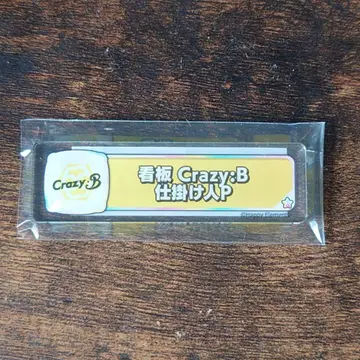 Crazy:B
看板 Crazy:B
仕掛け人P
©Happy Elements